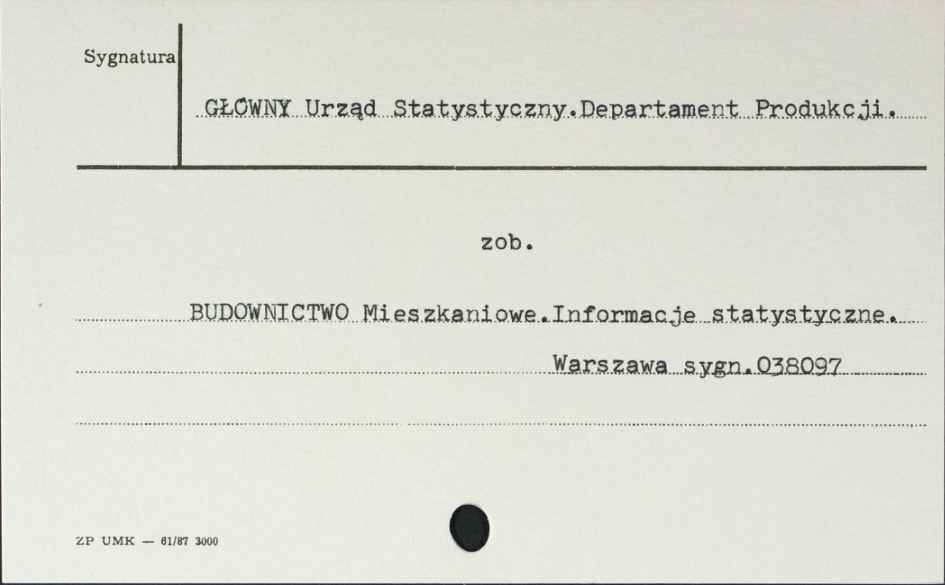 Sygnatura
GŁÓWNY Urząd Statystyczny.Departament Produkcji.
zob.
BUDOWNICTWO Mieszkaniowe.Informacje statystyczne.
Warszawa sygn.038097
ZP UMK — 61/87 3000